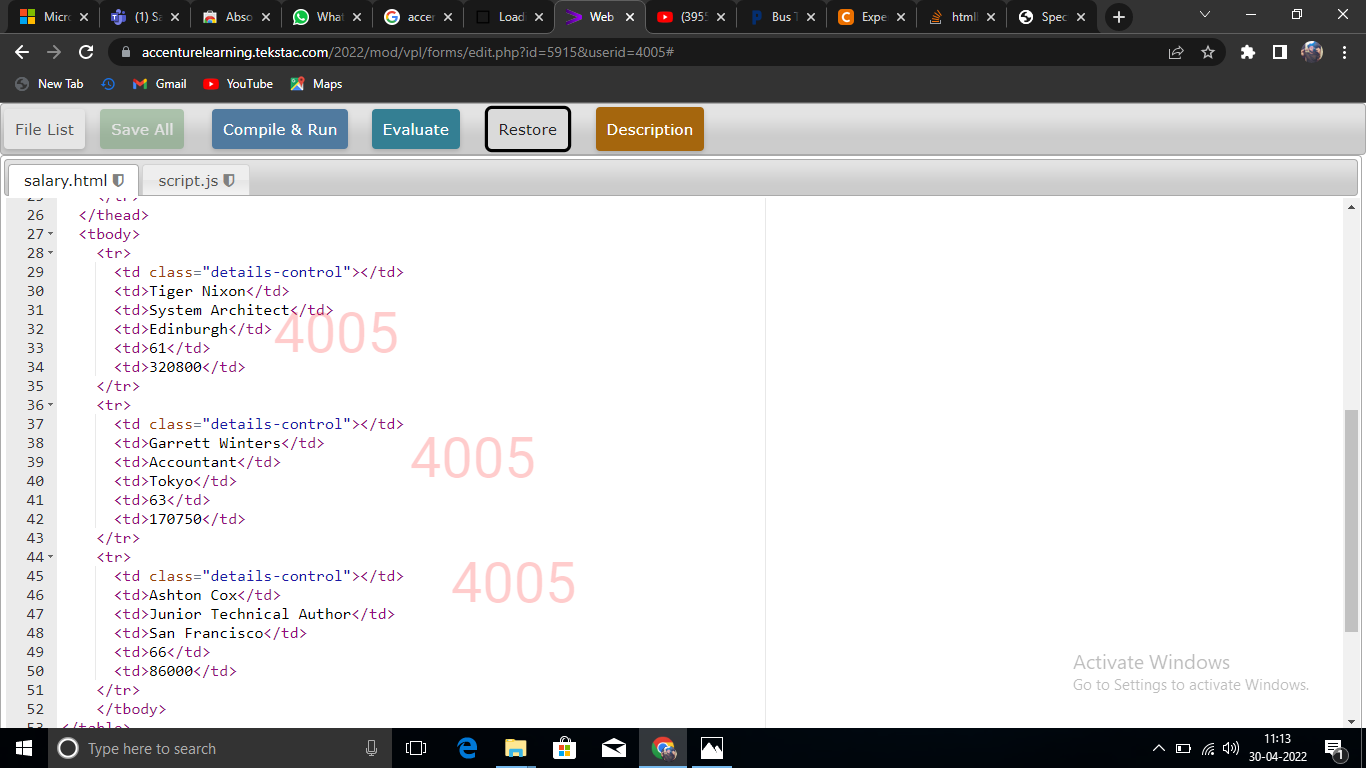 Micro
(1) Sa
Abso
What
accer
Loadi
Web
(3955
Bus T
Expe
htmll
Spec
accenturelearning.tekstac.com/2022/mod/vpl/forms/edit.php?id=5915&userid=4005#
New Tab
Gmail
YouTube
Maps
File List
Save All
Compile & Run
Evaluate
Restore
Description
salary.html
script.js
26 </thead>
27 <tbody>
28 <tr>
29 <td class="details-control"></td>
30 <td>Tiger Nixon</td>
31 <td>System Architect</td>
32 <td>Edinburgh</td>
33 <td>61</td>
34 <td>320800</td>
35 </tr>
36 <tr>
37 <td class="details-control"></td>
38 <td>Garrett Winters</td>
39 <td>Accountant</td>
40 <td>Tokyo</td>
41 <td>63</td>
42 <td>170750</td>
43 </tr>
44 <tr>
45 <td class="details-control"></td>
46 <td>Ashton Cox</td>
47 <td>Junior Technical Author</td>
48 <td>San Francisco</td>
49 <td>66</td>
50 <td>86000</td>
51 </tr>
52 </tbody>
53 </table>
4005
4005
4005
Activate Windows
Go to Settings to activate Windows.
Type here to search
11:13
30-04-2022
1